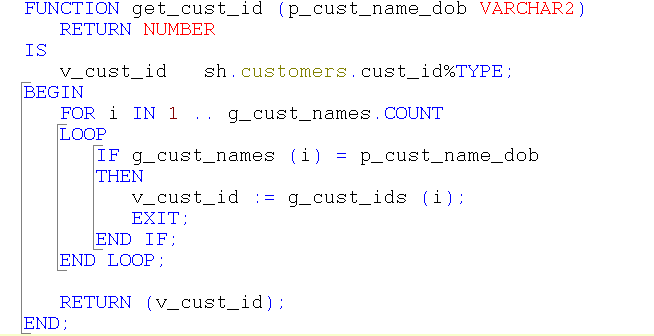 FUNCTION get_cust_id (p_cust_name_dob VARCHAR2)
   RETURN NUMBER
IS
   v_cust_id   sh.customers.cust_id%TYPE;
BEGIN
   FOR i IN 1 .. g_cust_names.COUNT
   LOOP
      IF g_cust_names (i) = p_cust_name_dob
      THEN
         v_cust_id := g_cust_ids (i);
         EXIT;
      END IF;
   END LOOP;

   RETURN (v_cust_id);
END;